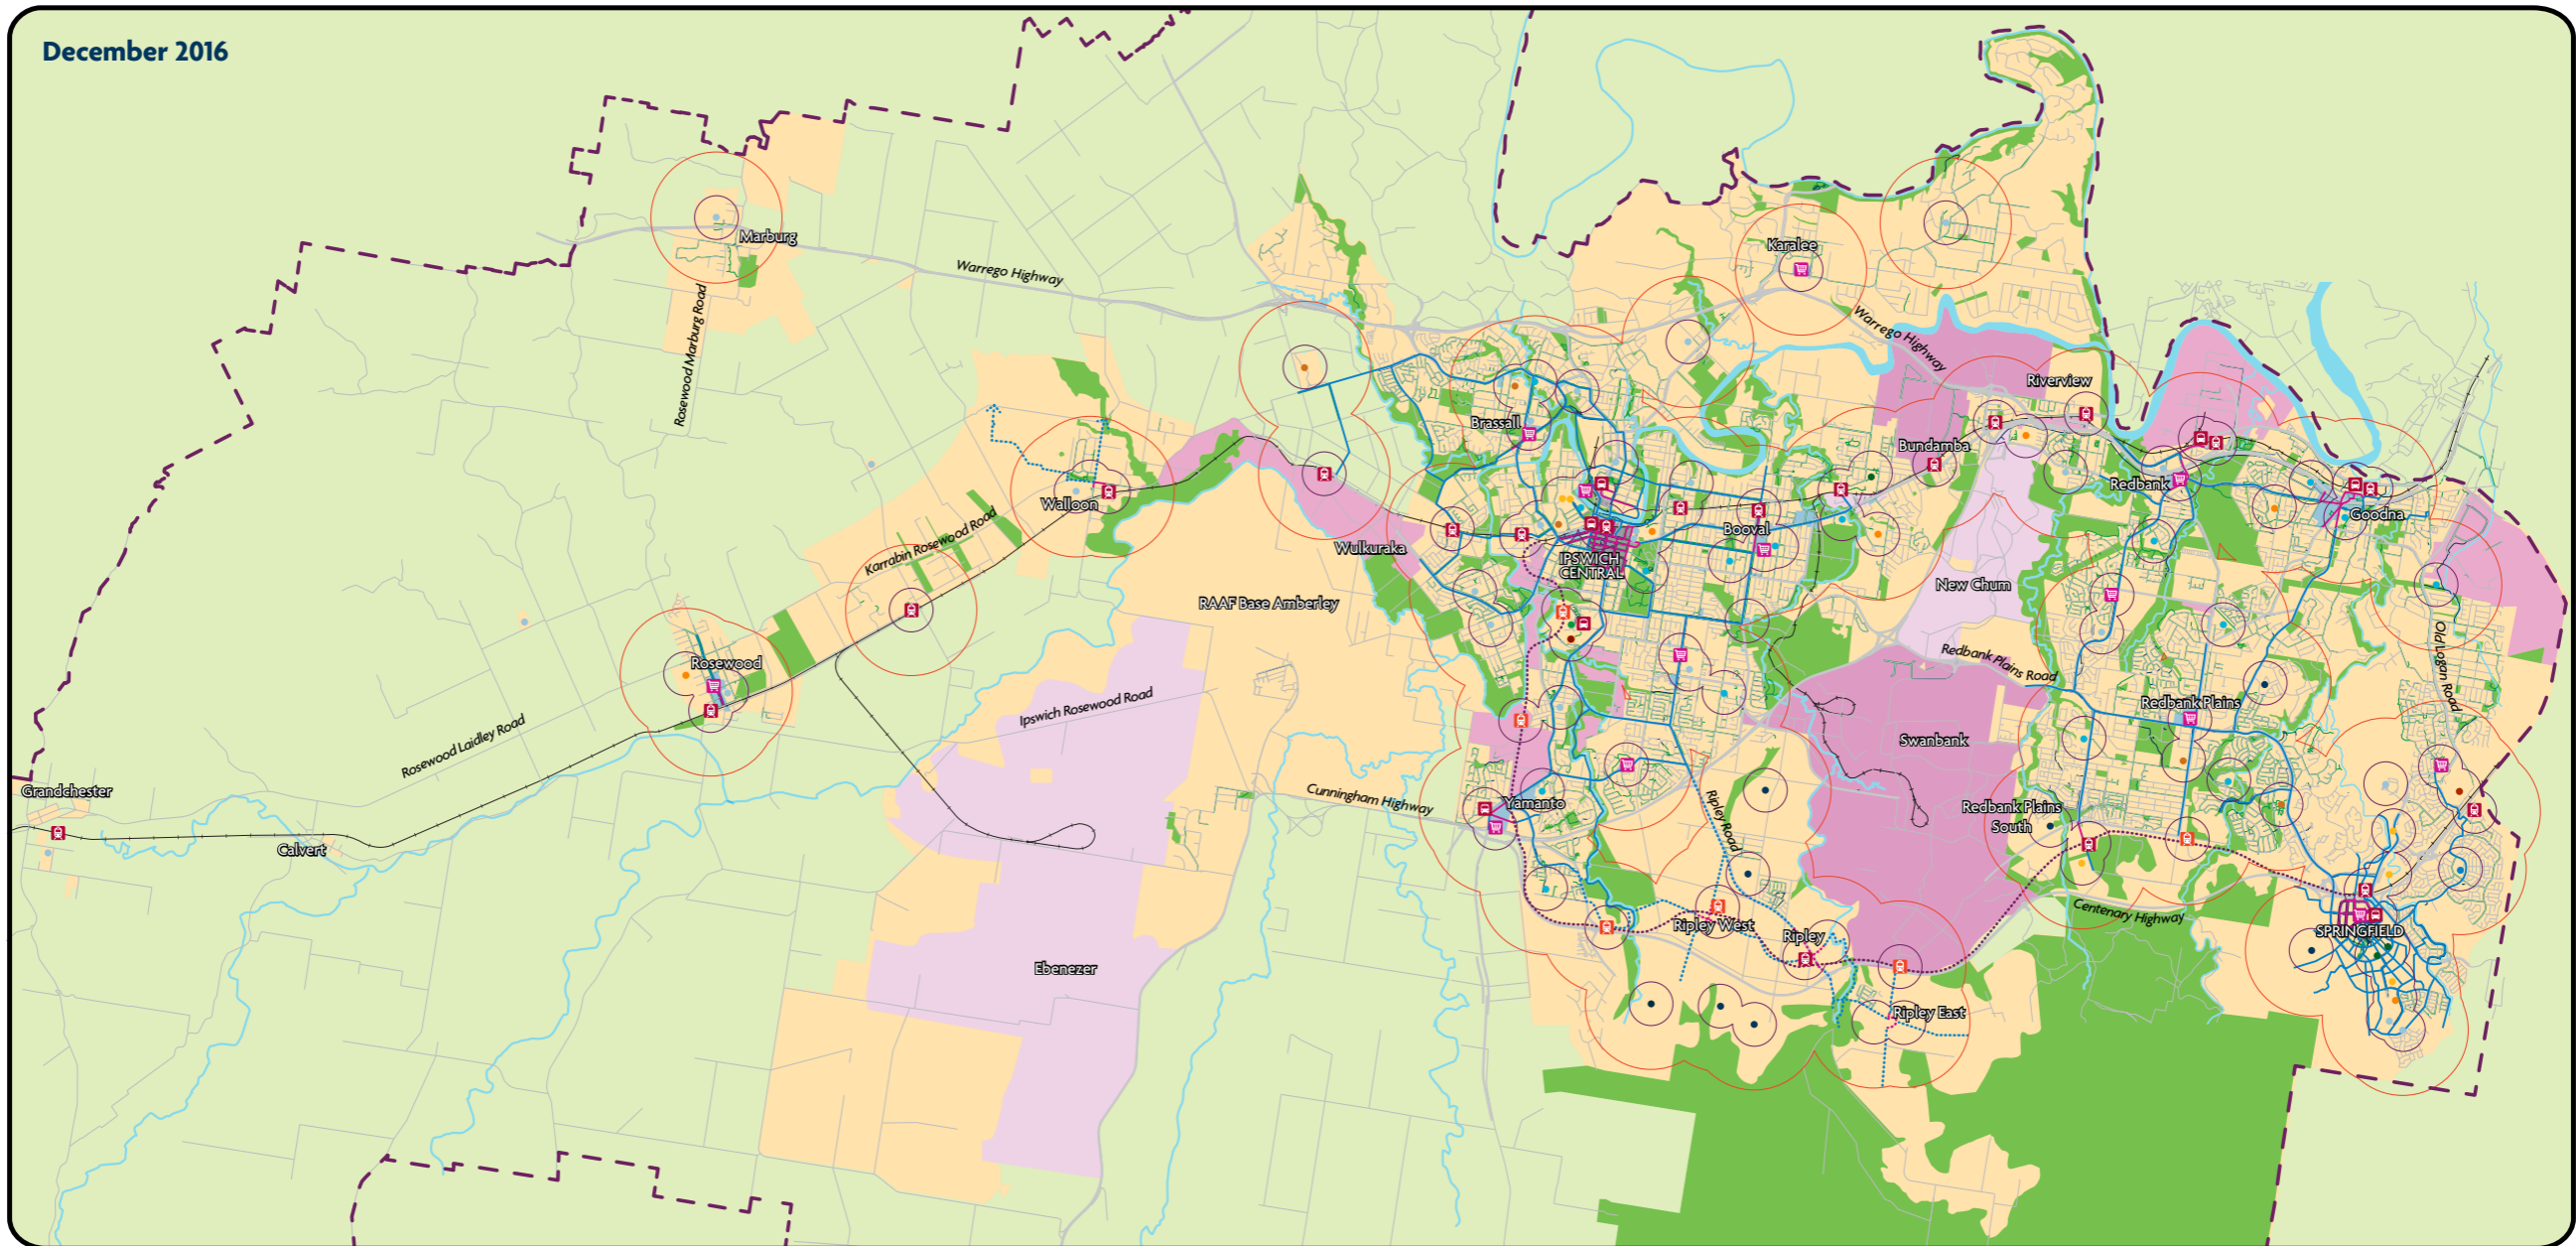 December 2016
Marburg
Warrego Highway
Rosewood Marburg Road
Karalee
Warrego Highway
Riverview
Brassall
Bundamba
Redbank
Walloon
Goodna
Karrabin Rosewood Road
Wulkuraka
Booval
IPSWICH
CENTRAL
New Chum
RAAF Base Amberley
Old Logan Road
Redbank Plains Road
Rosewood
Ipswich Rosewood Road
Redbank Plains
Rosewood Laidley Road
Swanbank
Grandchester
Cunningham Highway
Yamanto
Ripley Road
Redbank Plains
South
Calvert
Centenary Highway
Ripley West
Ripley
SPRINGFIELD
Ebenezer
Ripley East